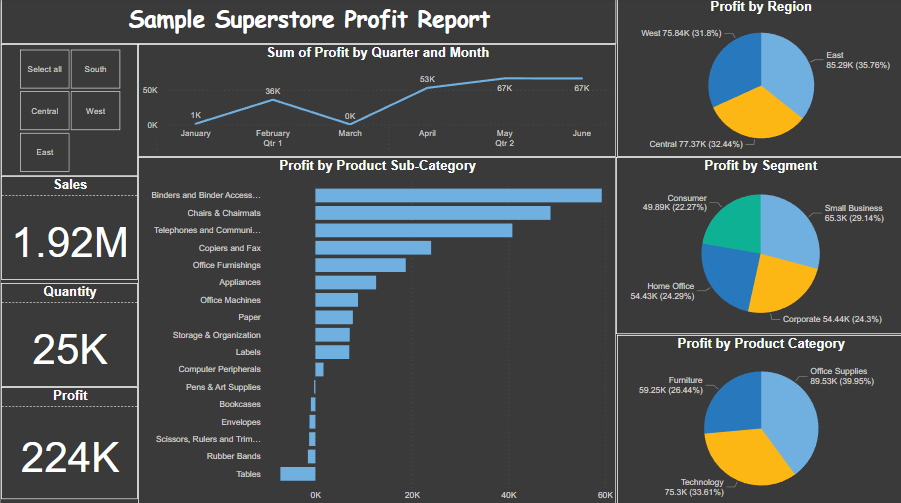 Sample Superstore Profit Report
Select all
South
Central
West
East
Sales
1.92M
Quantity
25K
Profit
224K
Sum of Profit by Quarter and Month
50K
0K
1K
36K
0K
53K
67K
67K
January
February
March
April
May
June
Qtr 1
Qtr 2
Profit by Product Sub-Category
Binders and Binder Access...
Chairs & Chairmats
Telephones and Communi...
Copiers and Fax
Office Furnishings
Appliances
Office Machines
Paper
Storage & Organization
Labels
Computer Peripherals
Pens & Art Supplies
Bookcases
Envelopes
Scissors, Rulers and Trim...
Rubber Bands
Tables
0K
20K
40K
60K
Profit by Region
West 75.84K (31.8%)
East
85.29K (35.76%)
Central 77.37K (32.44%)
Profit by Segment
Consumer
49.89K (22.27%)
Small Business
65.3K (29.14%)
Home Office
54.43K (24.29%)
Corporate 54.44K (24.3%)
Profit by Product Category
Furniture
59.25K (26.44%)
Office Supplies
89.53K (39.95%)
Technology
75.3K (33.61%)